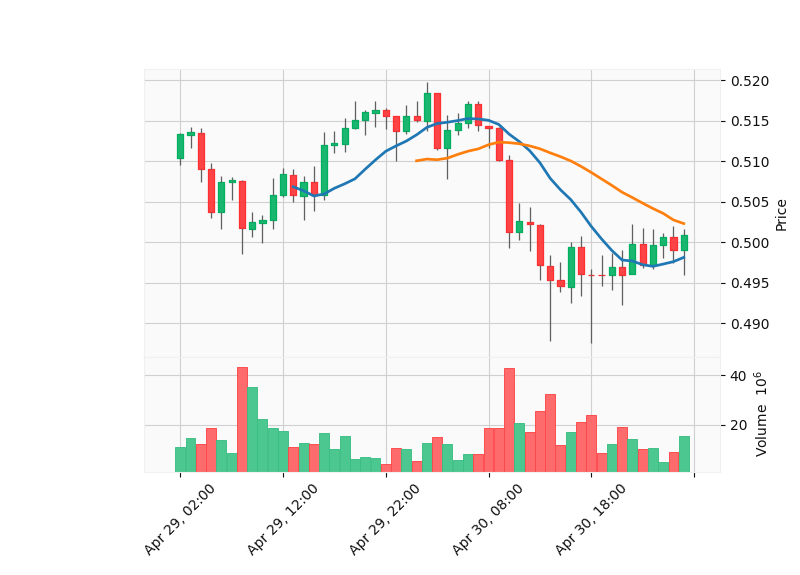 0.520
0.515
0.510
0.505
0.500
0.495
0.490
Price
40
20
Volume 10⁶
Apr 29, 02:00
Apr 29, 12:00
Apr 29, 22:00
Apr 30, 08:00
Apr 30, 18:00